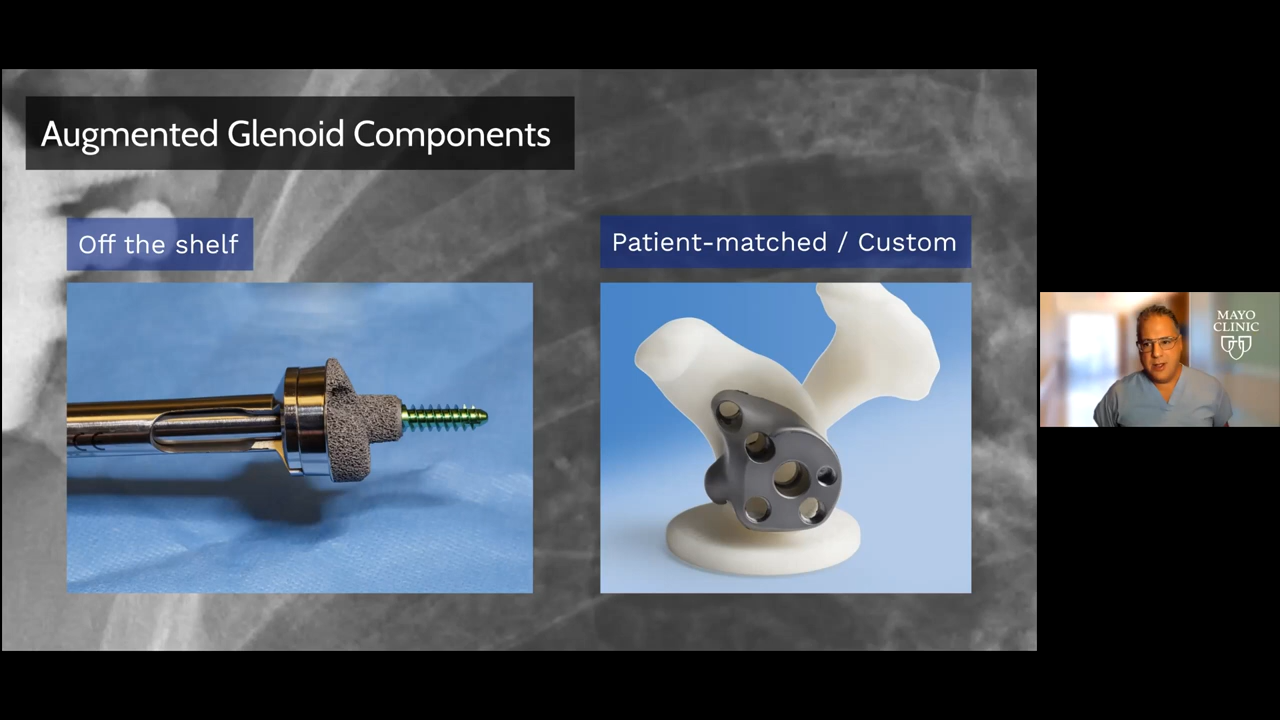 Augmented Glenoid Components
Off the shelf
Patient-matched / Custom
MAYO
CLINIC